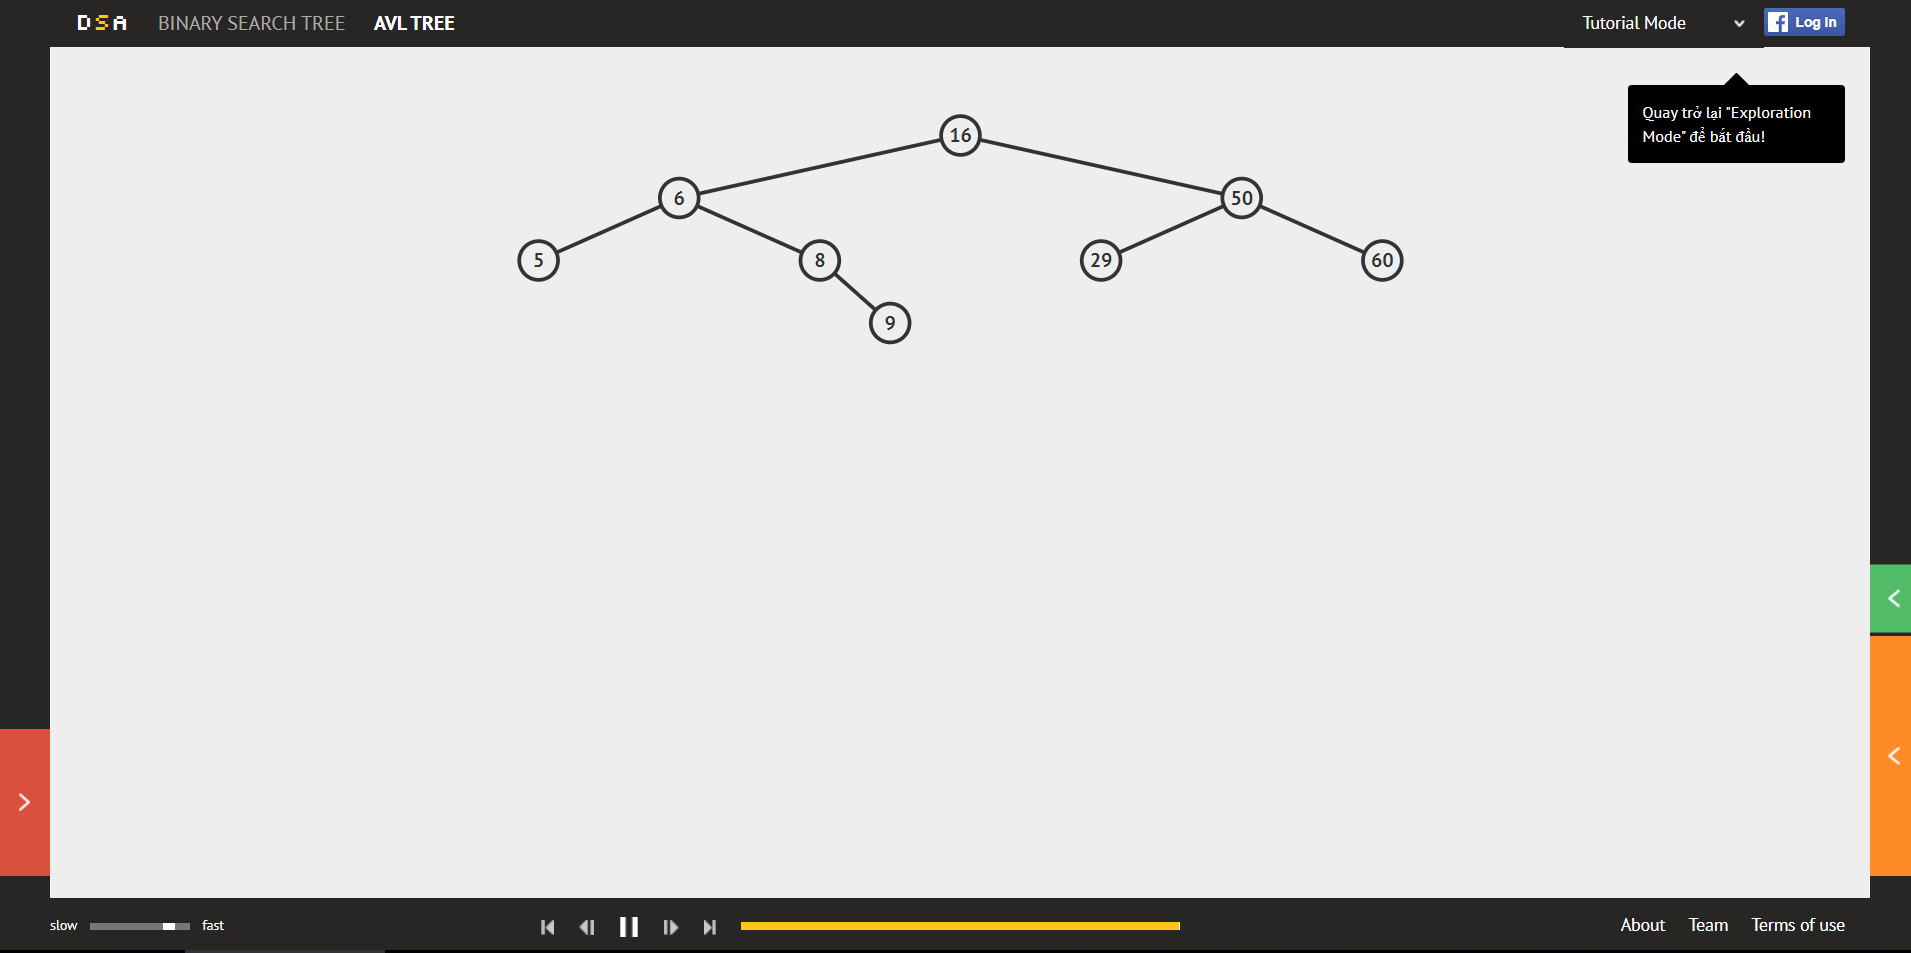 DSA BINARY SEARCH TREE AVL TREE Tutorial Mode Log In
Quay trở lại "Exploration
Mode" để bắt đầu!
16
6 50
5 8 29 60
9
slow fast About Team Terms of use